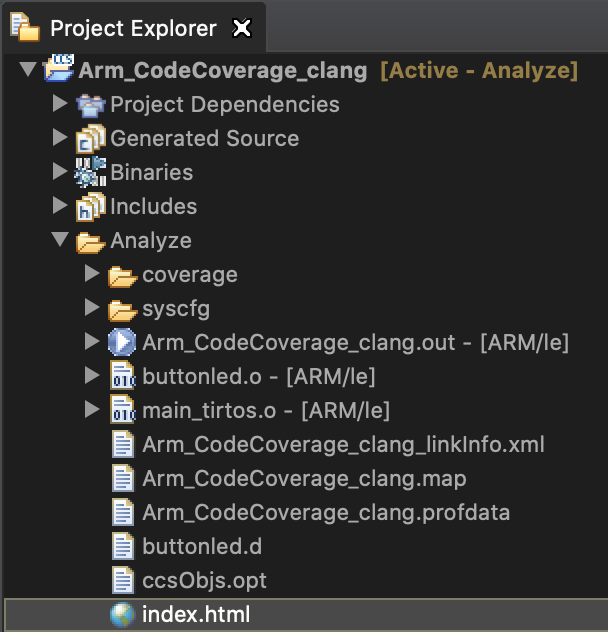 Project Explorer
Arm_CodeCoverage_clang [Active - Analyze]
Project Dependencies
Generated Source
Binaries
Includes
Analyze
coverage
syscfg
Arm_CodeCoverage_clang.out - [ARM/le]
buttonled.o - [ARM/le]
main_tirtos.o - [ARM/le]
Arm_CodeCoverage_clang_linkInfo.xml
Arm_CodeCoverage_clang.map
Arm_CodeCoverage_clang.profdata
buttonled.d
ccsObjs.opt
index.html